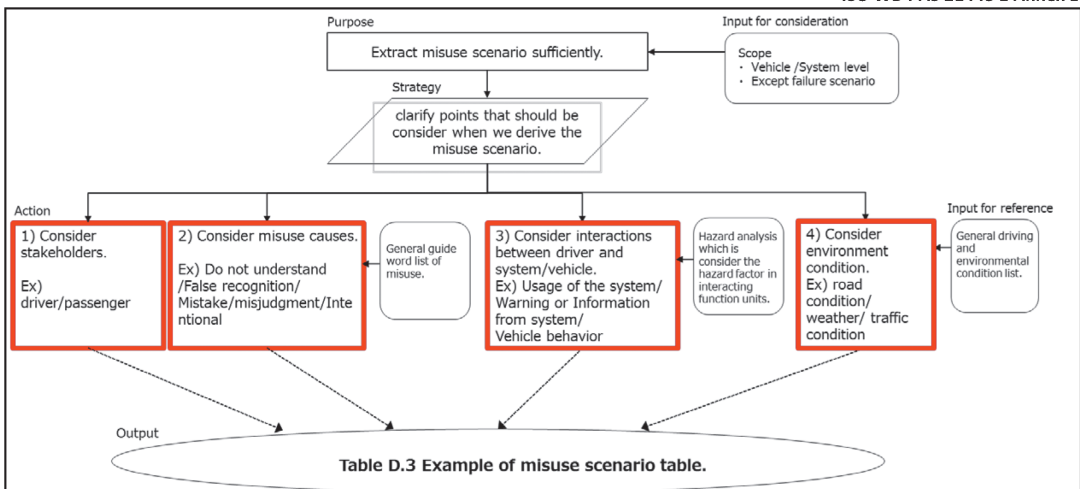 Purpose
Input for consideration
Extract misuse scenario sufficiently.
Scope
・ Vehicle /System level
・ Except failure scenario
Strategy
clarify points that should be
consider when we derive the
misuse scenario.
Action
Input for reference
1) Consider
stakeholders.
Ex)
driver/passenger
2) Consider misuse causes.
Ex) Do not understand
/False recognition/
Mistake/misjudgment/Inte
ntional
General guide
word list of
misuse.
3) Consider interactions
between driver and
system/vehicle.
Ex) Usage of the system/
Warning or Information
from system/
Vehicle behavior
Hazard analysis
which is
consider the
hazard factor in
interacting
function units.
4) Consider
environment
condition.
Ex) road
condition/
weather/ traffic
condition
General driving
and
environmental
condition list.
Output
Table D.3 Example of misuse scenario table.